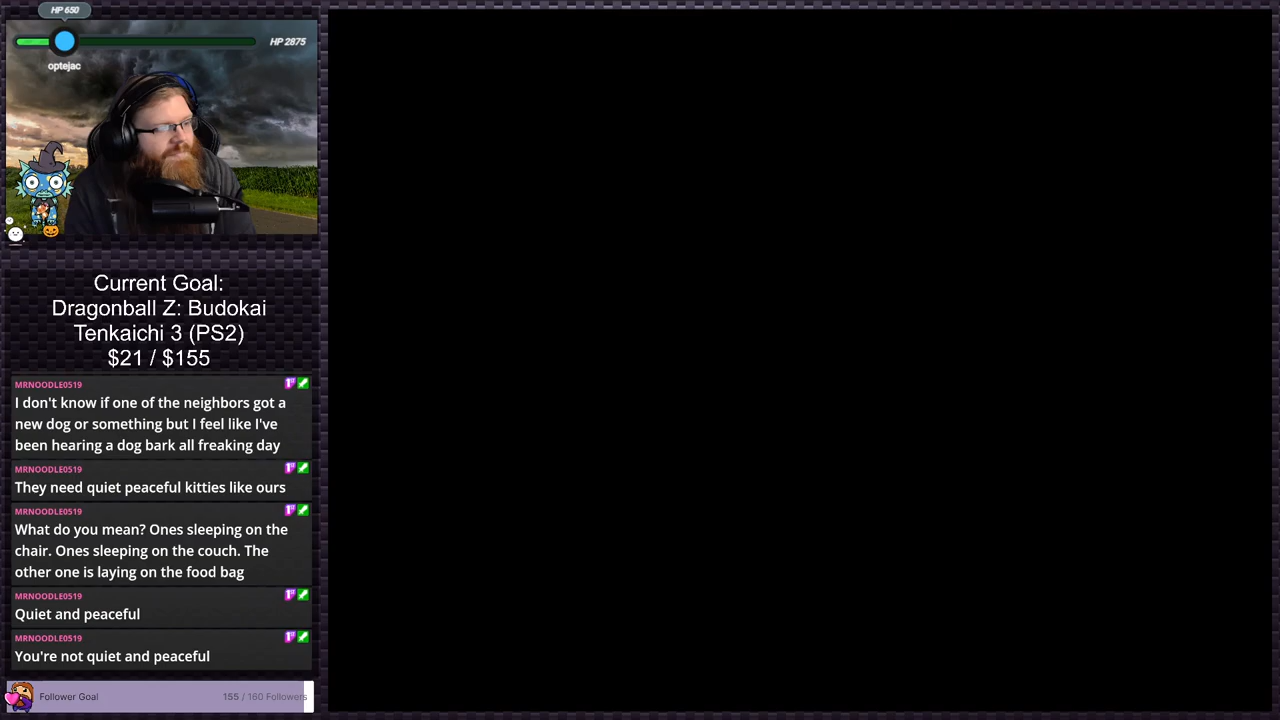 HP 650
HP 2875
optejac
Current Goal:
Dragonball Z: Budokai
Tenkaichi 3 (PS2)
$21 / $155
MRNOODLE0519
I don't know if one of the neighbors got a
new dog or something but I feel like I've
been hearing a dog bark all freaking day
MRNOODLE0519
They need quiet peaceful kitties like ours
MRNOODLE0519
What do you mean? Ones sleeping on the
chair. Ones sleeping on the couch. The
other one is laying on the food bag
MRNOODLE0519
Quiet and peaceful
MRNOODLE0519
You're not quiet and peaceful
Follower Goal 155 / 160 Followers